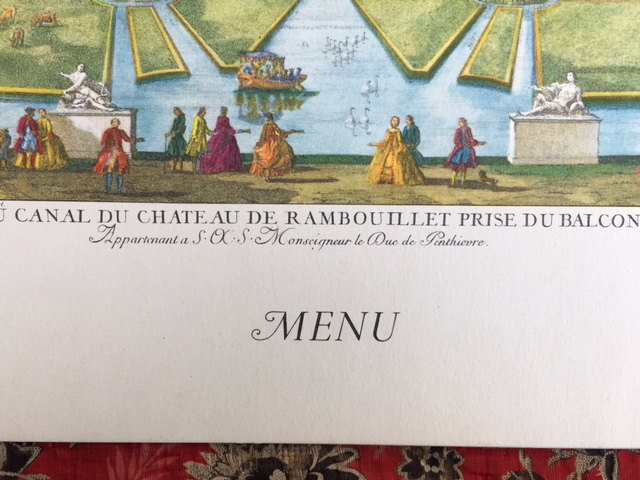 CANAL DU CHATEAU DE RAMBOUILLET PRISE DU BALCON
Appartenant a S. A. S. Monseigneur le Duc de Penthievre.
MENU